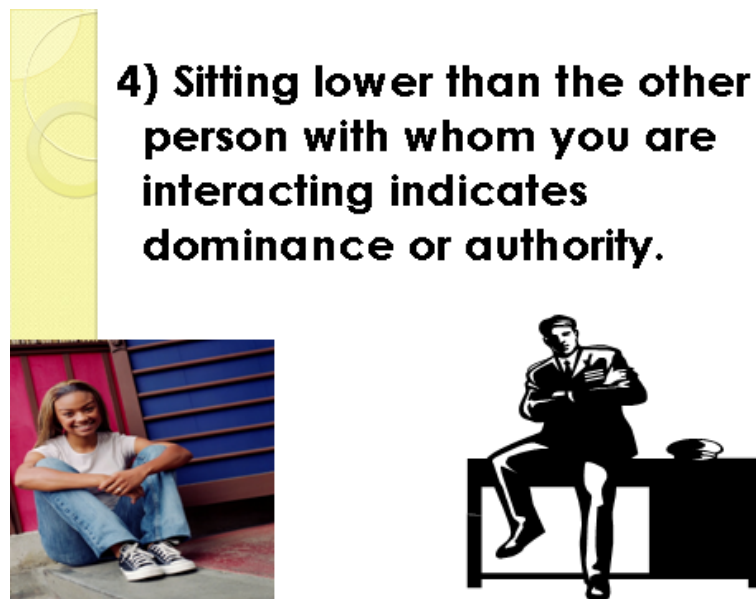 4) Sitting lower than the other
person with whom you are
interacting indicates
dominance or authority.